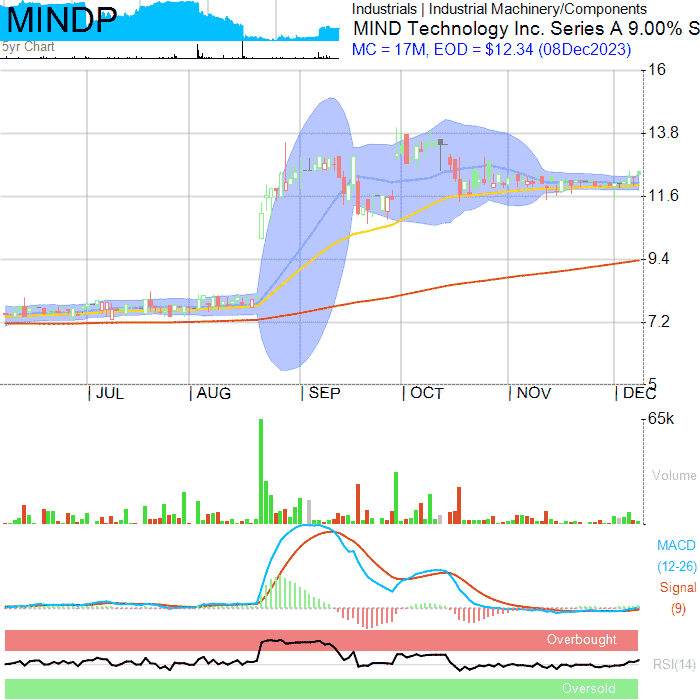 MINDP
5yr Chart
Industrials | Industrial Machinery/Components
MIND Technology Inc. Series A 9.00% S
MC = 17M, EOD = $12.34 (08Dec2023)
16
13.8
11.6
9.4
7.2
5
JUL AUG SEP OCT NOV DEC
65k
Volume
MACD
(12-26)
Signal
(9)
Overbought
RSI(14)
Oversold